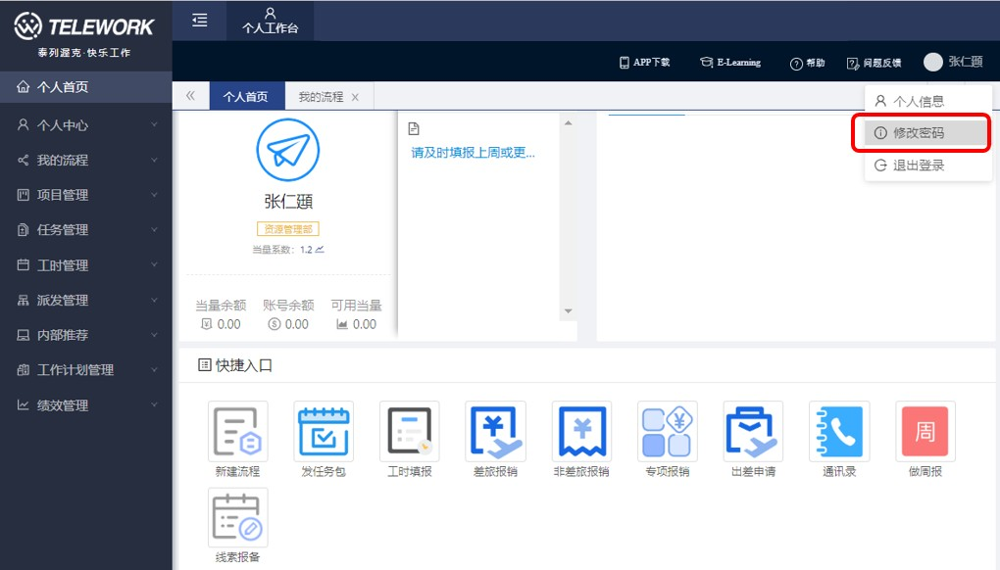 TELEWORK
泰列渥克·快乐工作
个人工作台
APP下载
E-Learning
帮助
问题反馈
张仁頲
个人首页
个人中心
我的流程
项目管理
任务管理
工时管理
派发管理
内部推荐
工作计划管理
绩效管理
个人首页
我的流程
个人信息
修改密码
退出登录
张仁頲
资源管理部
当量系数: 1.2
当量余额
账号余额
可用当量
0.00
0.00
0.00
请及时填报上周或更...
快捷入口
新建流程
发任务包
工时填报
差旅报销
非差旅报销
专项报销
出差申请
通讯录
周
做周报
线索报备